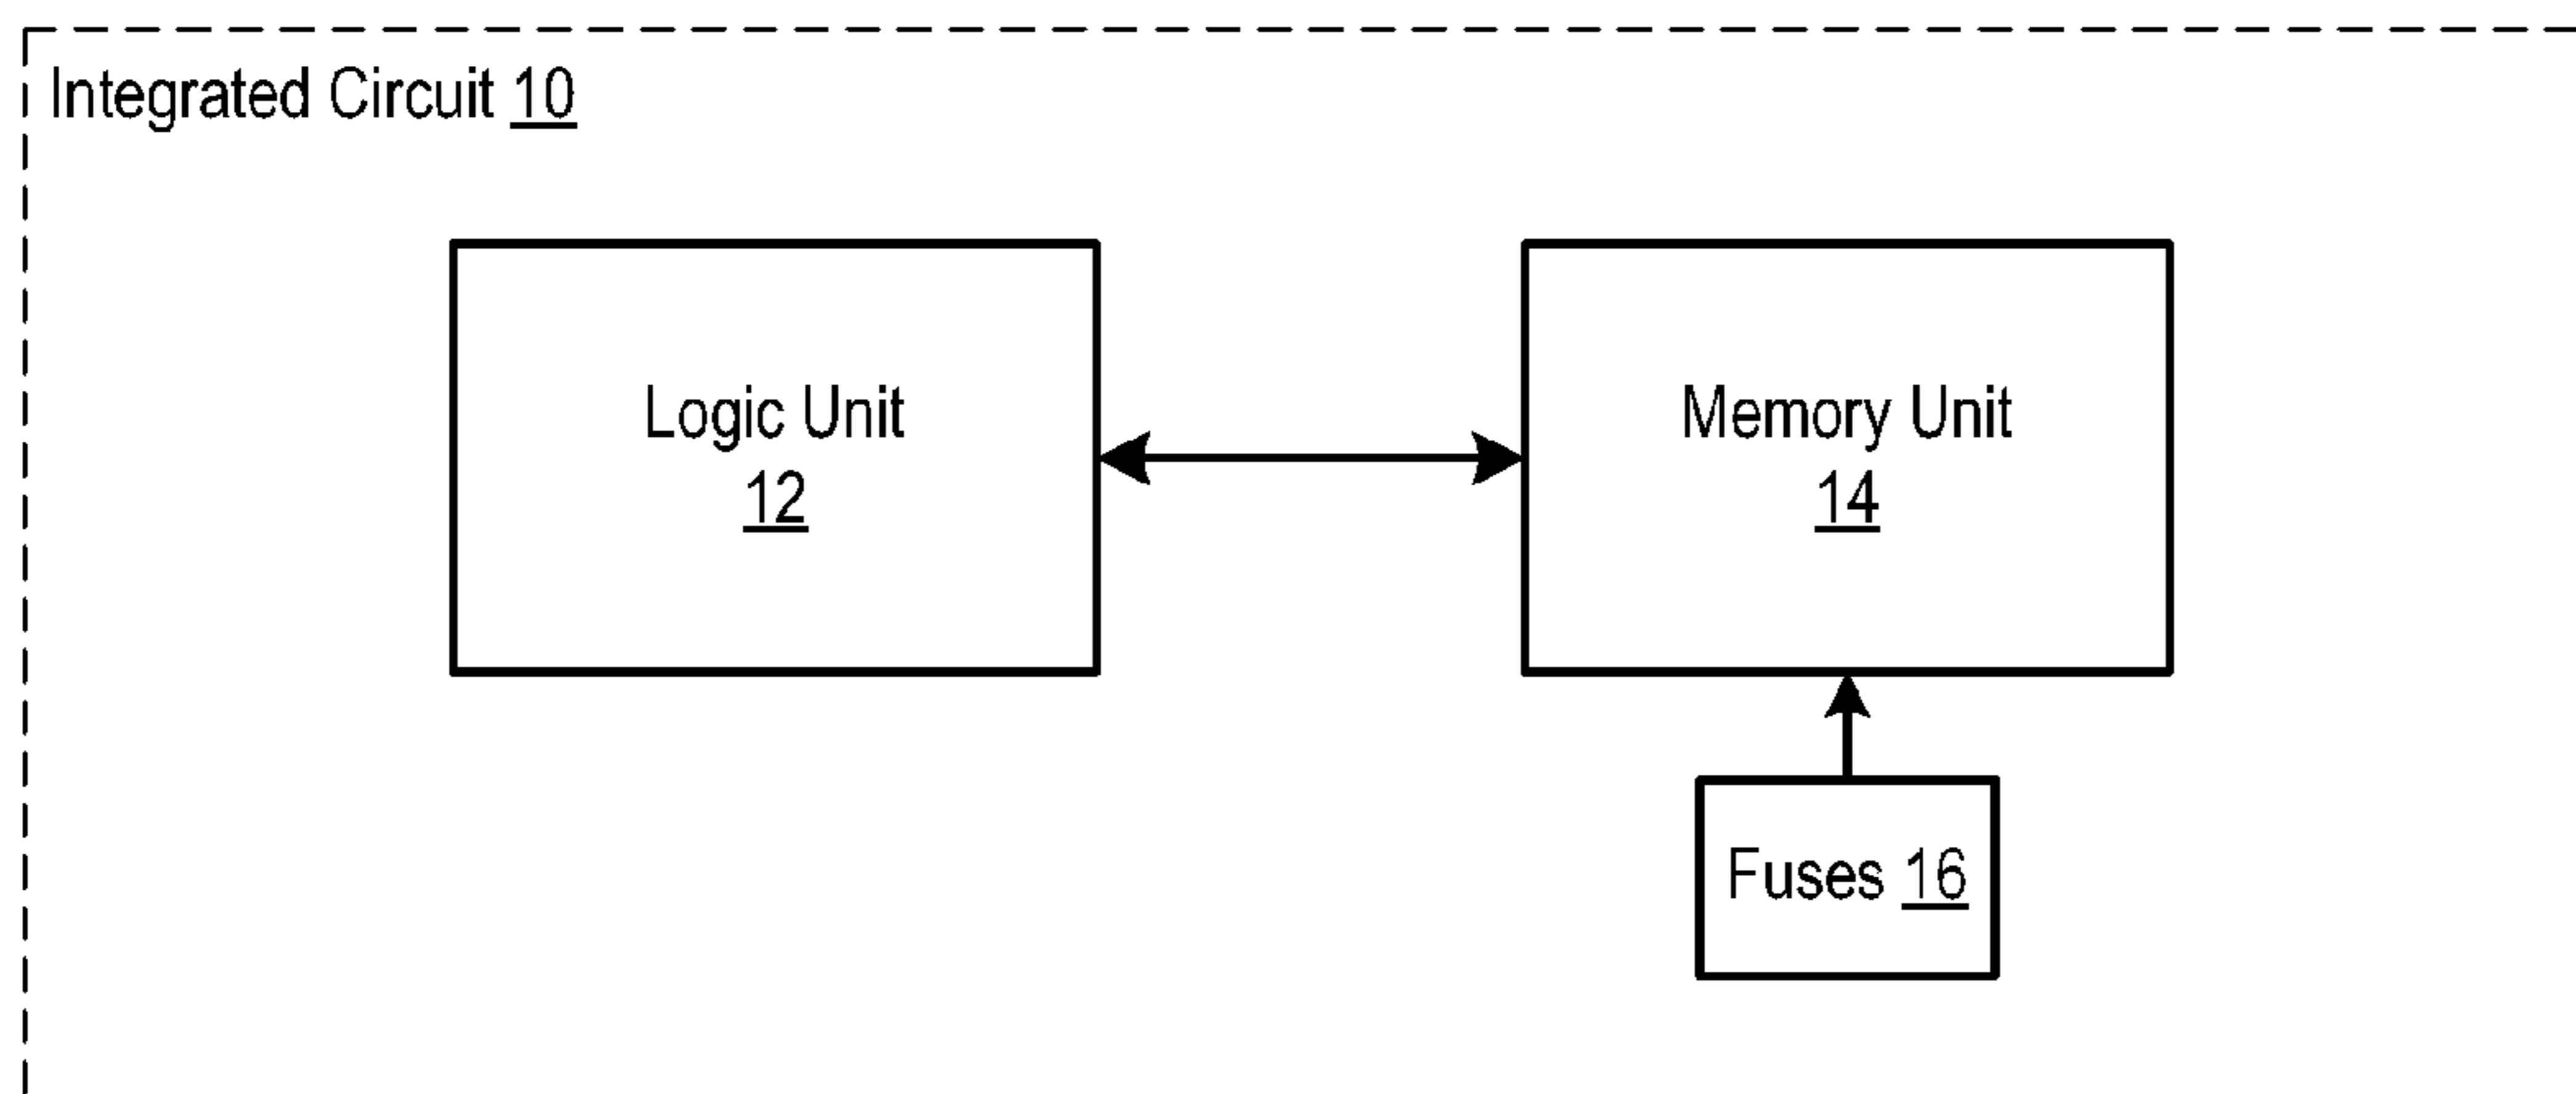 Integrated Circuit 10
Logic Unit
12
Memory Unit
14
Fuses 16